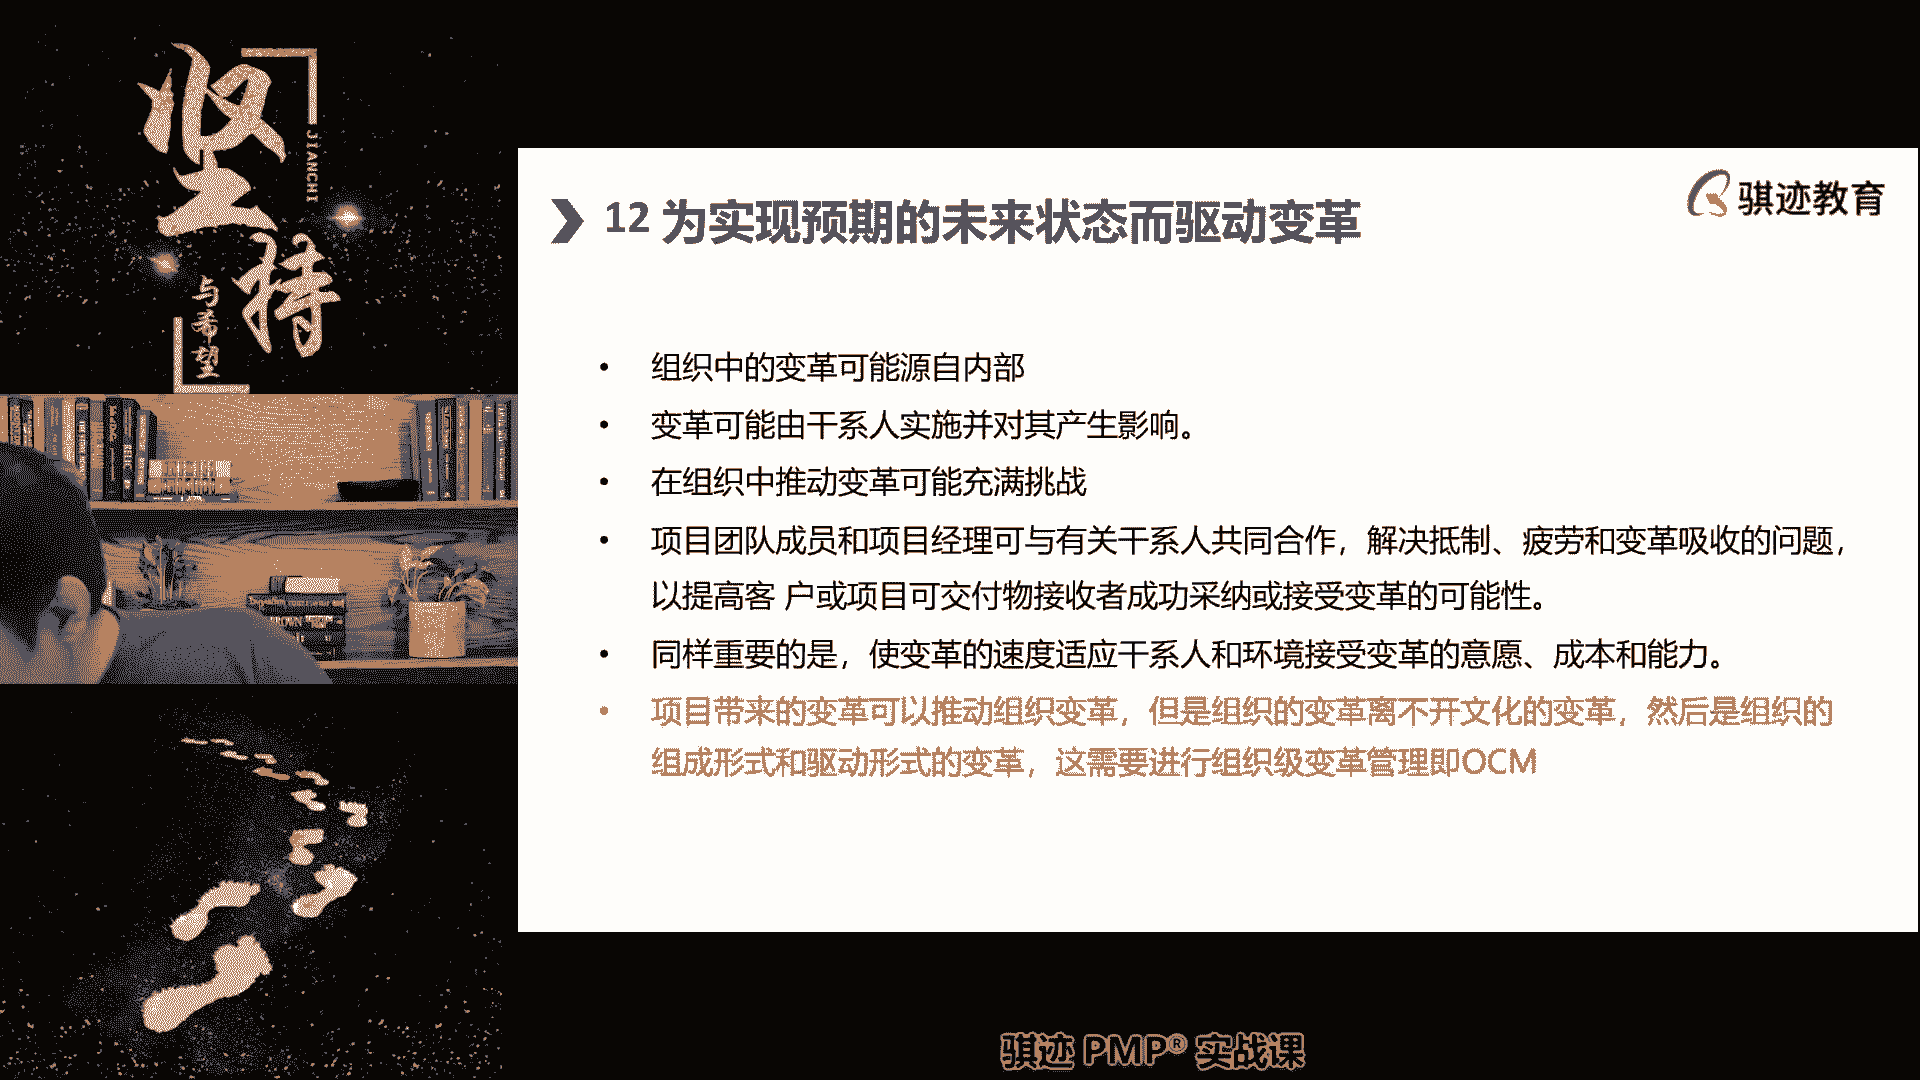 坚持
JIANCHI
与希望
骐迹教育
12 为实现预期的未来状态而驱动变革
• 组织中的变革可能源自内部
• 变革可能由干系人实施并对其产生影响。
• 在组织中推动变革可能充满挑战
• 项目团队成员和项目经理可与有关干系人共同合作，解决抵制、疲劳和变革吸收的问题，
以提高客 户或项目可交付物接收者成功采纳或接受变革的可能性。
• 同样重要的是，使变革的速度适应干系人和环境接受变革的意愿、成本和能力。
• 项目带来的变革可以推动组织变革，但是组织的变革离不开文化的变革，然后是组织的
组成形式和驱动形式的变革，这需要进行组织级变革管理即OCM
骐迹 PMP® 实战课